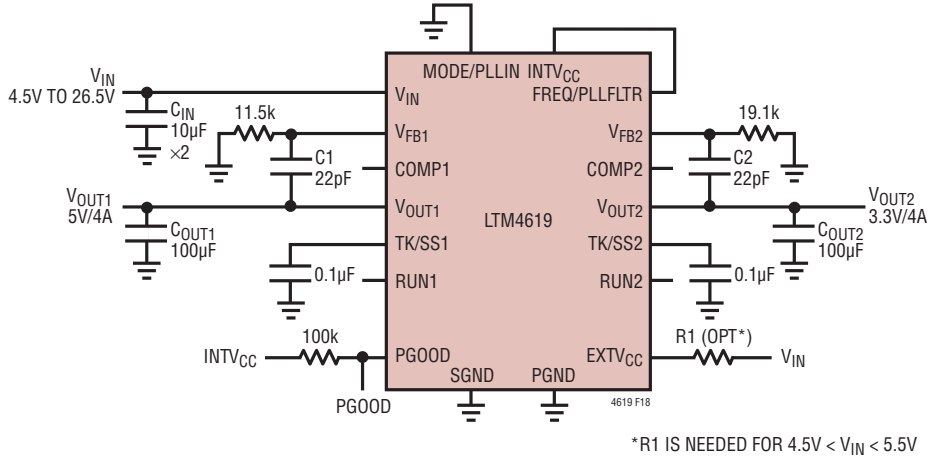 MODE/PLLIN INTVCC
FREQ/PLLFLTR
VIN
4.5V TO 26.5V
CIN
10µF
×2
VIN
11.5k
VFB1
C1
22pF
COMP1
VOUT1
5V/4A
COUT1
100µF
VOUT1
TK/SS1
0.1µF
RUN1
INTVCC
100k
PGOOD
PGOOD
LTM4619
SGND
PGND
VFB2
19.1k
C2
22pF
COMP2
VOUT2
VOUT2
3.3V/4A
COUT2
100µF
TK/SS2
0.1µF
RUN2
EXTVCC
R1 (OPT*)
VIN
4619 F18
*R1 IS NEEDED FOR 4.5V < VIN < 5.5V